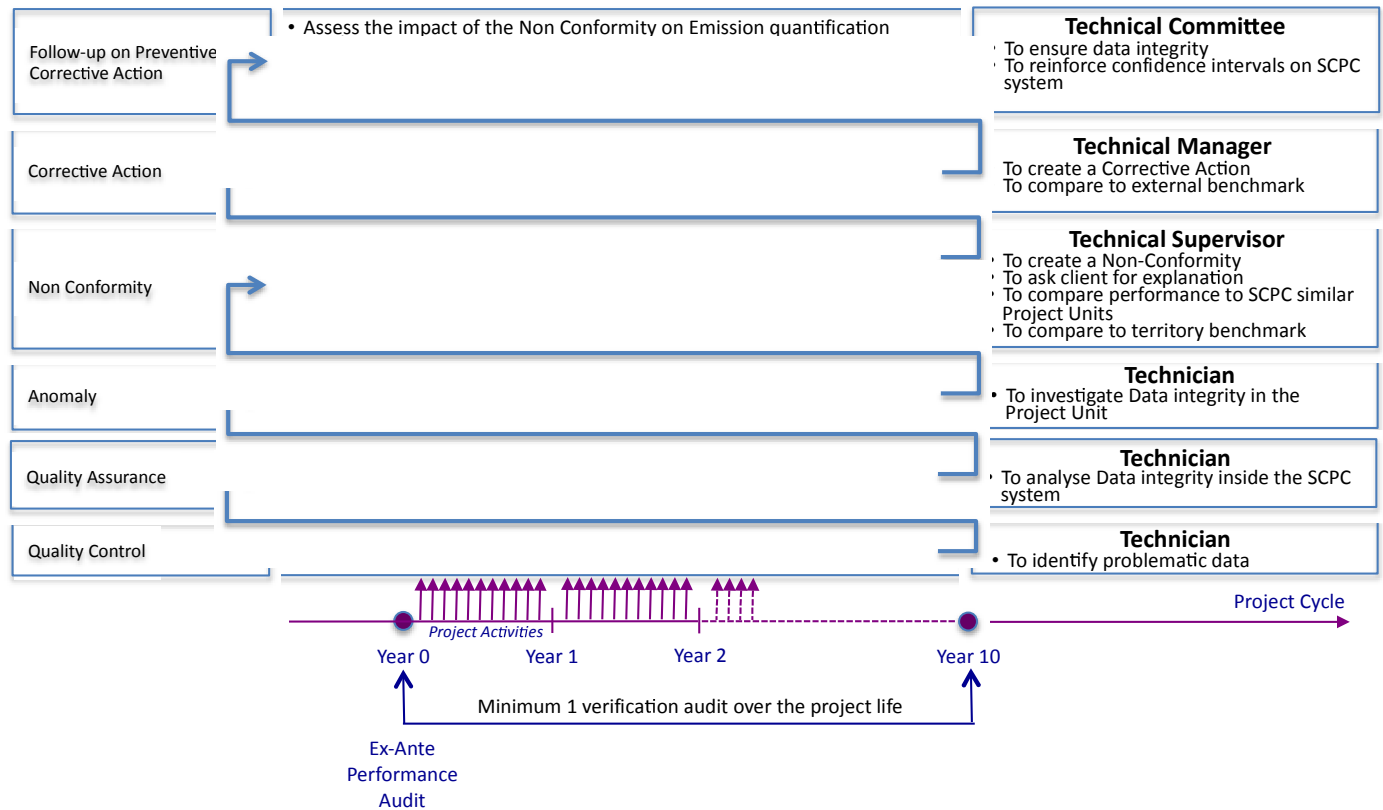 • Assess the impact of the Non Conformity on Emission quantification
Follow-up on Preventive
Corrective Action
Technical Committee
• To ensure data integrity
• To reinforce confidence intervals on SCPC
system
Corrective Action
Technical Manager
To create a Corrective Action
To compare to external benchmark
Non Conformity
Technical Supervisor
• To create a Non-Conformity
• To ask client for explanation
• To compare performance to SCPC similar
Project Units
• To compare to territory benchmark
Anomaly
Technician
• To investigate Data integrity in the
Project Unit
Quality Assurance
Technician
• To analyse Data integrity inside the SCPC
system
Quality Control
Technician
• To identify problematic data
Project Cycle
Project Activities
Year 0
Year 1
Year 2
Year 10
Minimum 1 verification audit over the project life
Ex-Ante
Performance
Audit